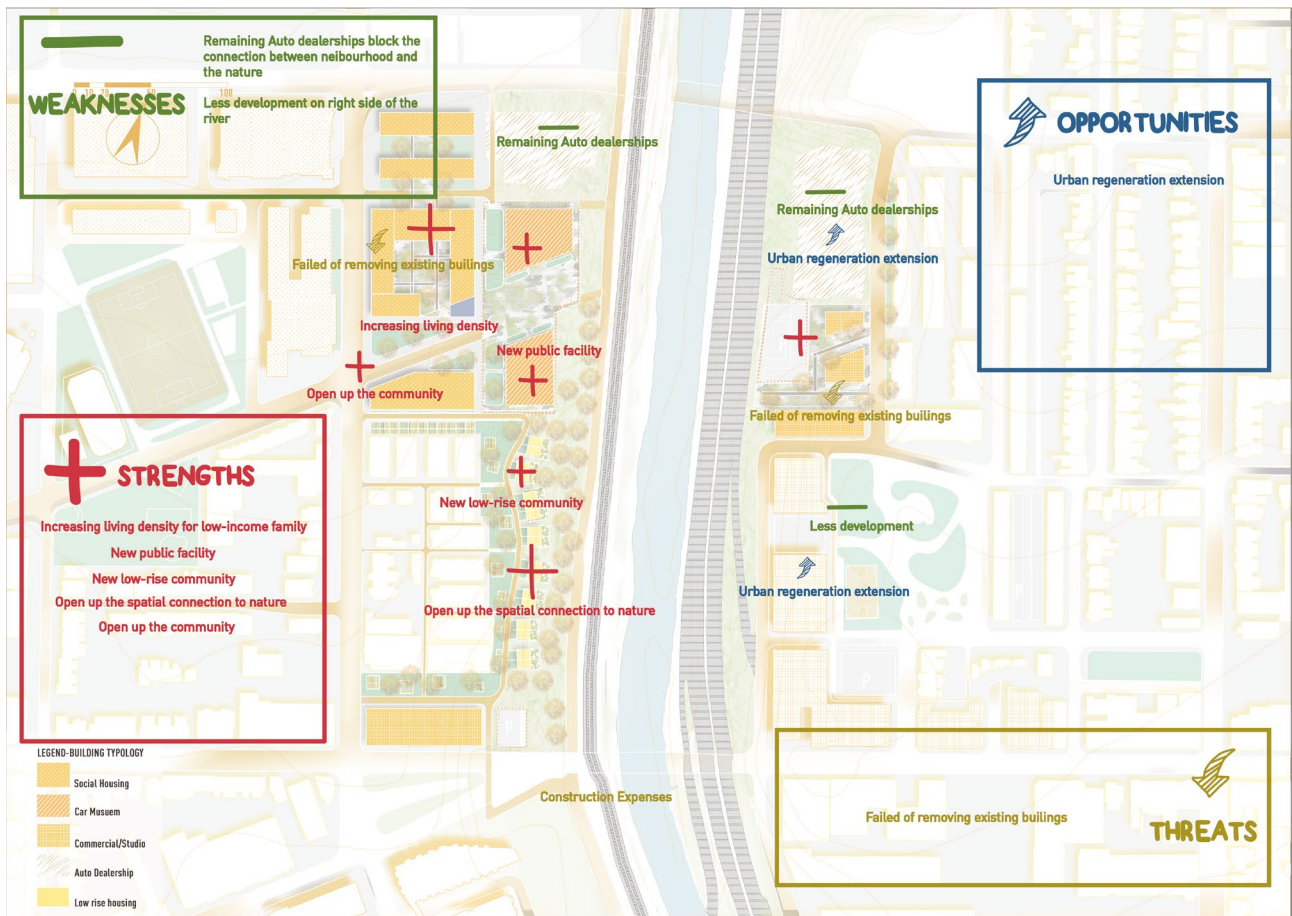 Remaining Auto dealerships block the
connection between neibourhood and
the nature
0 10 20 50 100
WEAKNESSES
Less development on right side of the
river
Remaining Auto dealerships
OPPORTUNITIES
Urban regeneration extension
Remaining Auto dealerships
Urban regeneration extension
Failed of removing existing builings
Increasing living density
New public facility
Open up the community
Failed of removing existing builings
STRENGTHS
Increasing living density for low-income family
New public facility
New low-rise community
Open up the spatial connection to nature
Open up the community
New low-rise community
Less development
Urban regeneration extension
Open up the spatial connection to nature
P
P
P
LEGEND-BUILDING TYPOLOGY
Social Housing
Car Musuem
Commercial/Studio
Auto Dealership
Low rise housing
Construction Expenses
Failed of removing existing builings
THREATS